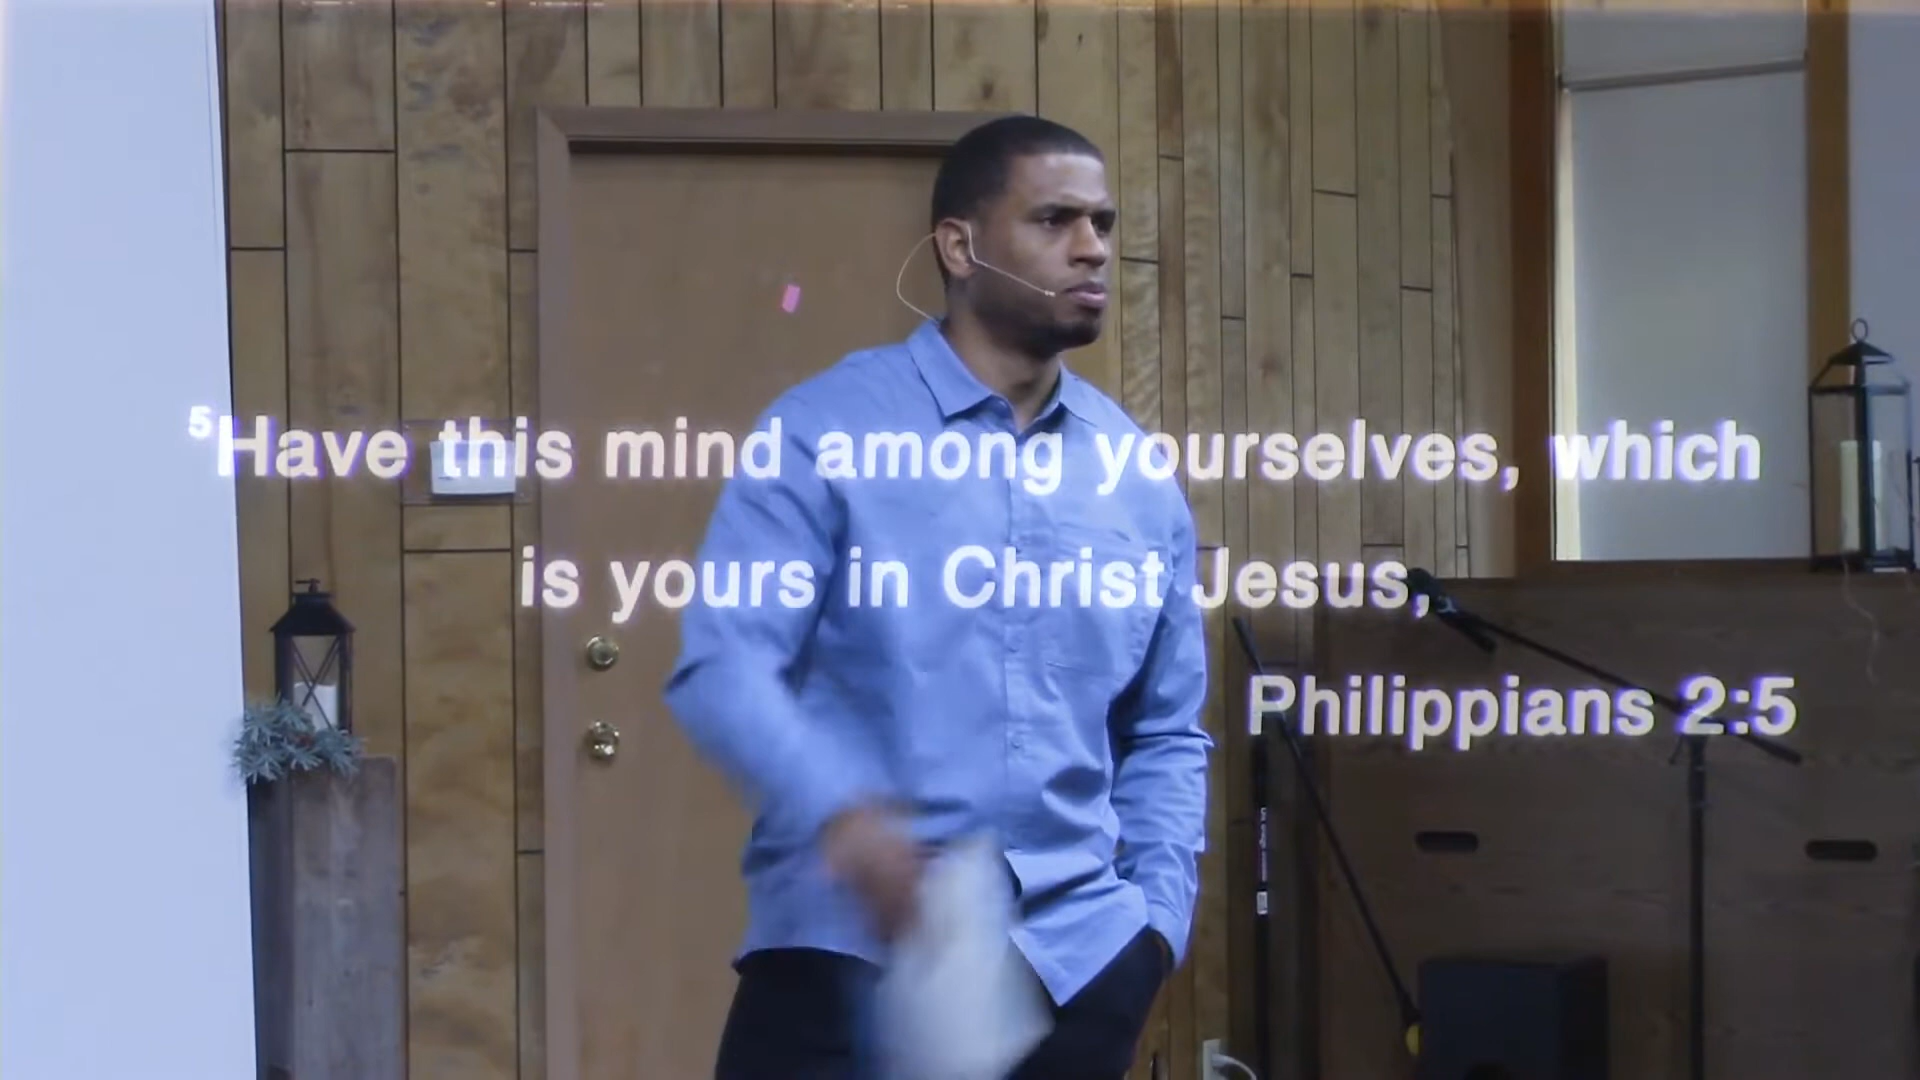 ⁵Have this mind among yourselves, which
is yours in Christ Jesus,
Philippians 2:5